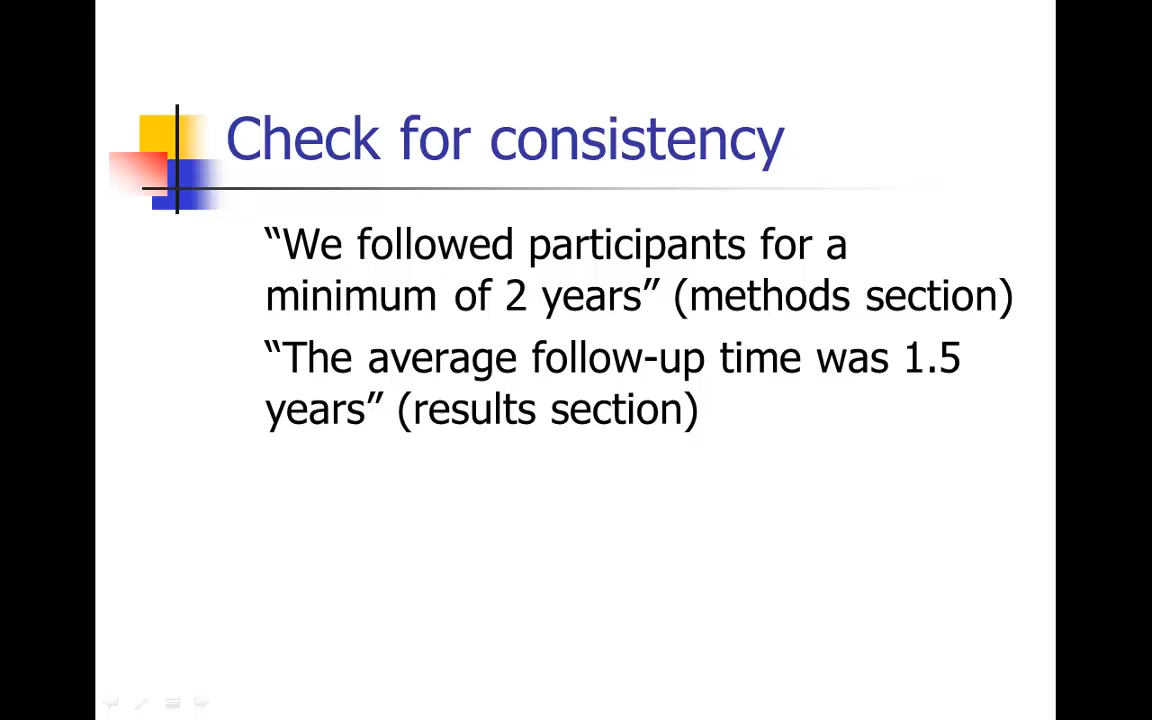 Check for consistency
“We followed participants for a
minimum of 2 years” (methods section)
“The average follow-up time was 1.5
years” (results section)